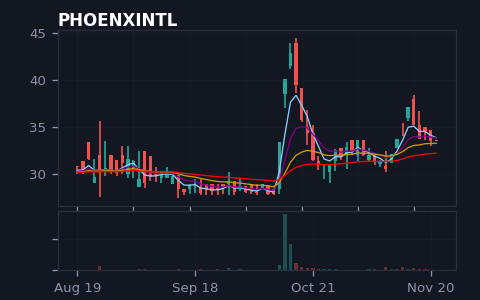 PHOENXINTL
45
40
35
30
Aug 19
Sep 18
Oct 21
Nov 20